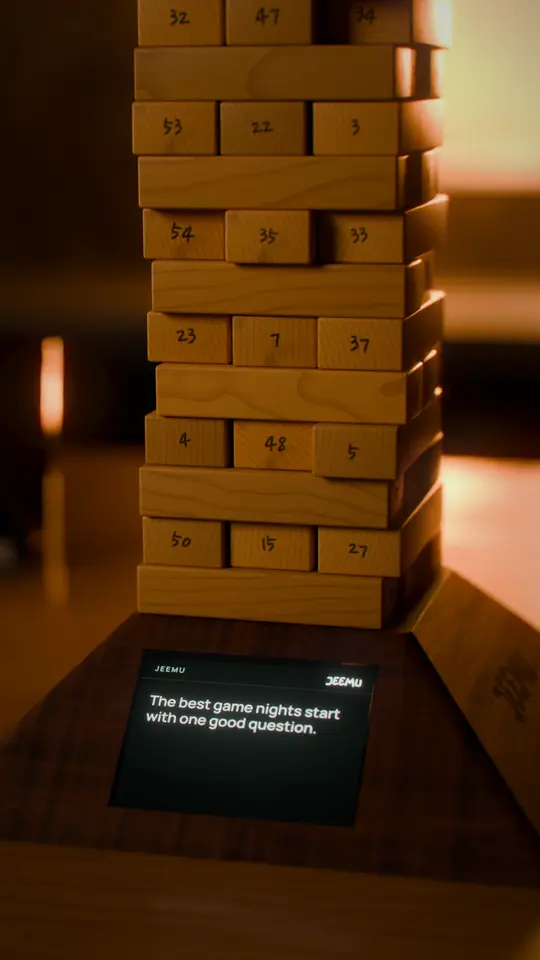 32 47 34
53 22 3
54 35 33
23 7 37
4 48 5
50 15 27
JEEMU JEEMU
The best game nights start
with one good question.